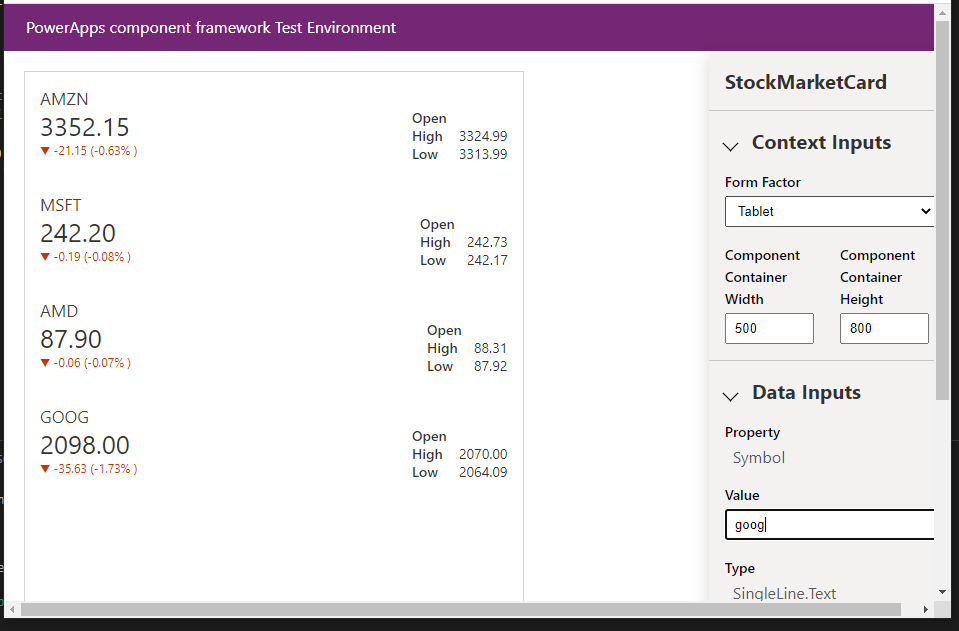 PowerApps component framework Test Environment
AMZN
3352.15
▼ -21.15 (-0.63% )
Open
High 3324.99
Low 3313.99
MSFT
242.20
▼ -0.19 (-0.08% )
Open
High 242.73
Low 242.17
AMD
87.90
▼ -0.06 (-0.07% )
Open
High 88.31
Low 87.92
GOOG
2098.00
▼ -35.63 (-1.73% )
Open
High 2070.00
Low 2064.09
StockMarketCard
Context Inputs
Form Factor
Tablet
Component Container Width
500
Component Container Height
800
Data Inputs
Property
Symbol
Value
goog
Type
SingleLine.Text